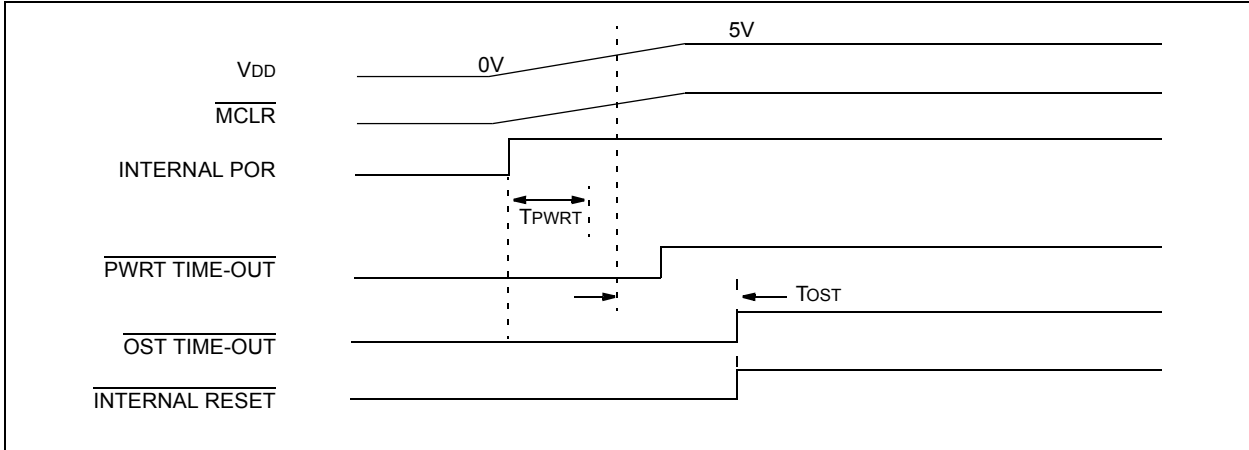 5V
0V
VDD
MCLR
INTERNAL POR
TPWRT
PWRT TIME-OUT
TOST
OST TIME-OUT
INTERNAL RESET